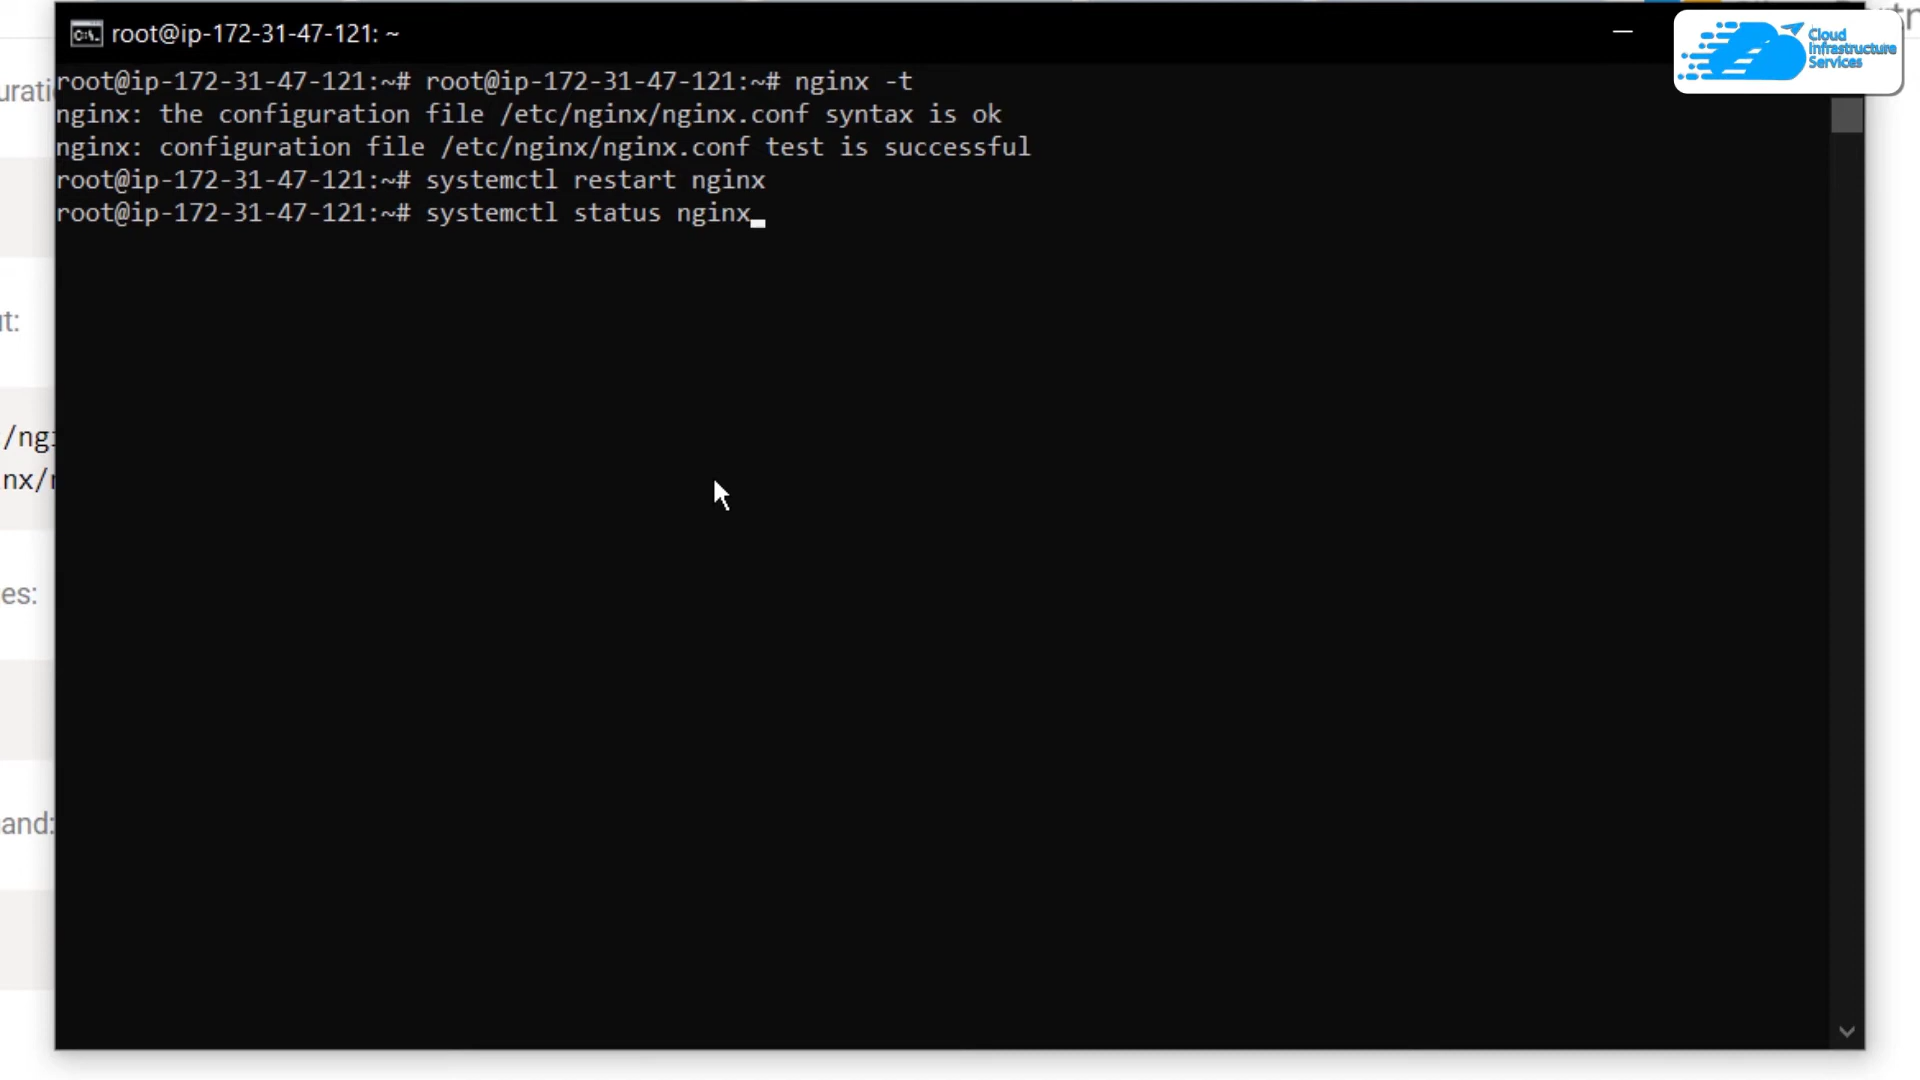 root@ip-172-31-47-121: ~
Cloud
Infrastructure
Services
root@ip-172-31-47-121:~# root@ip-172-31-47-121:~# nginx -t
nginx: the configuration file /etc/nginx/nginx.conf syntax is ok
nginx: configuration file /etc/nginx/nginx.conf test is successful
root@ip-172-31-47-121:~# systemctl restart nginx
root@ip-172-31-47-121:~# systemctl status nginx